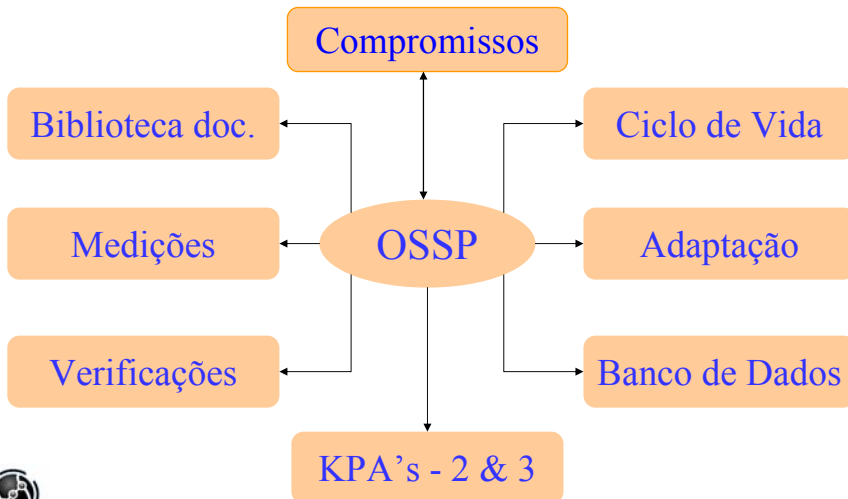 Compromissos
Biblioteca doc.
Ciclo de Vida
Medições
OSSP
Adaptação
Verificações
Banco de Dados
KPA’s - 2 & 3